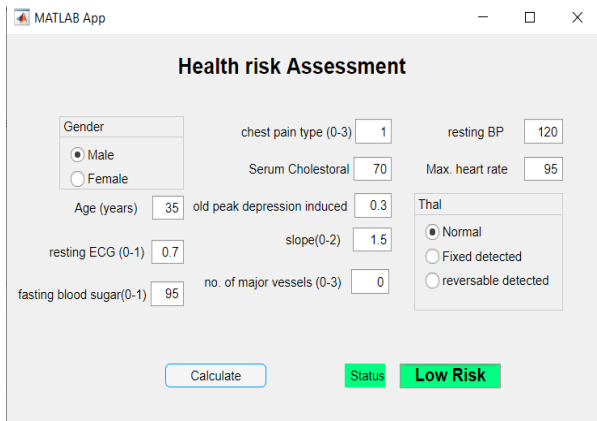 MATLAB App
Health risk Assessment
Gender
Male
Female
Age (years) 35
resting ECG (0-1) 0.7
fasting blood sugar(0-1) 95
chest pain type (0-3) 1
Serum Cholestoral 70
old peak depression induced 0.3
slope(0-2) 1.5
no. of major vessels (0-3) 0
resting BP 120
Max. heart rate 95
Thal
Normal
Fixed detected
reversable detected
Calculate
Status Low Risk